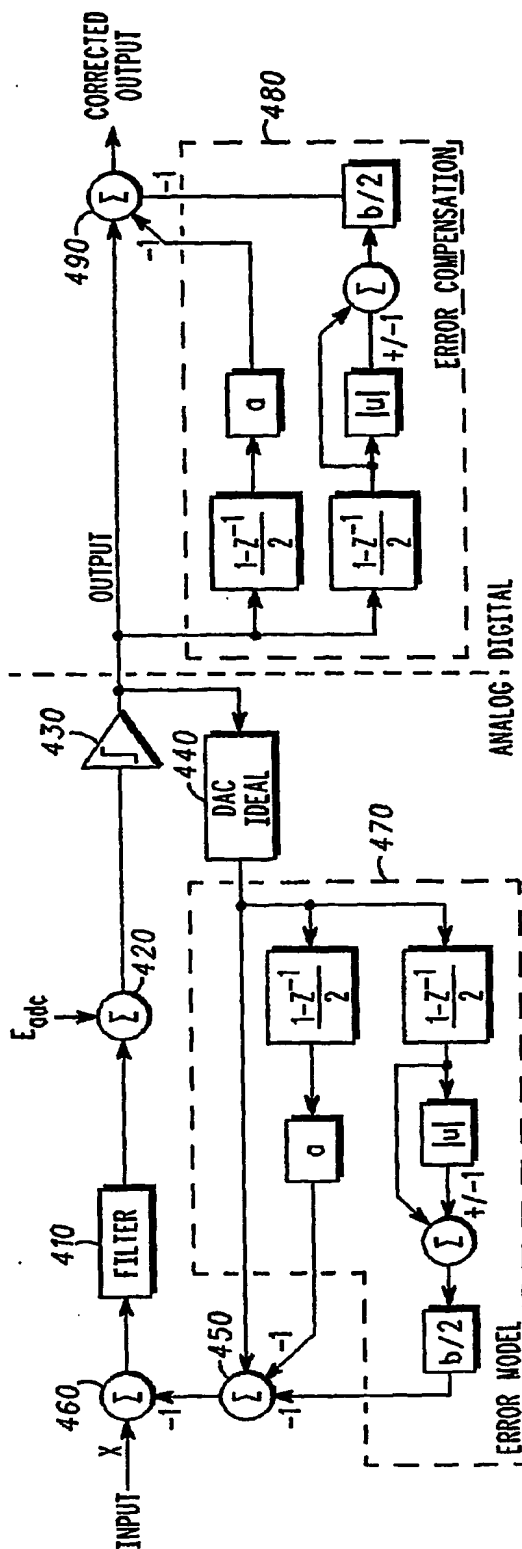 INPUT
X
460
Σ
-1
410
FILTER
E_adc
420
Σ
430
OUTPUT
490
Σ
CORRECTED
OUTPUT
-1
-1
480
a
b/2
Σ
1-Z⁻¹
2
1-Z⁻¹
2
|u|
+/-1
ERROR COMPENSATION
ANALOG
DIGITAL
440
DAC
IDEAL
470
450
Σ
-1
-1
1-Z⁻¹
2
a
1-Z⁻¹
2
|u|
+/-1
Σ
b/2
ERROR MODEL